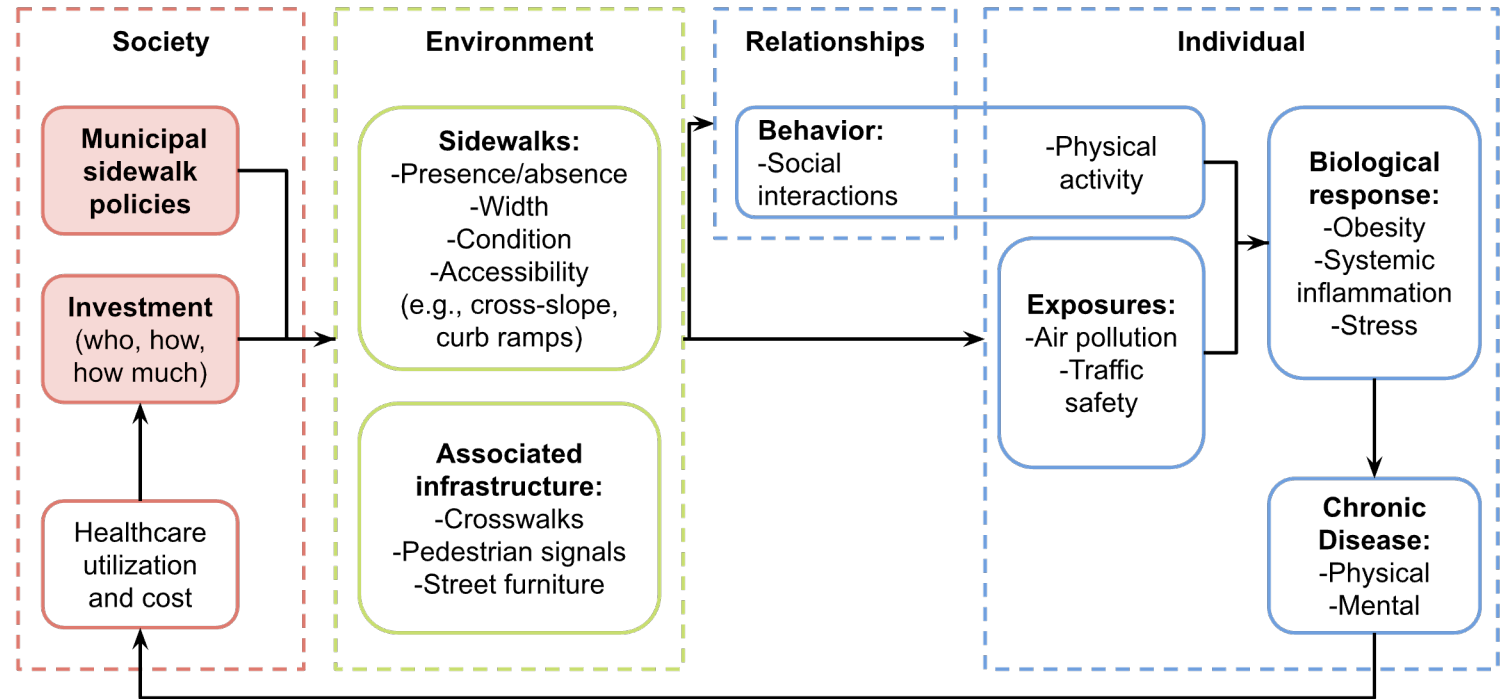 Society
Municipal
sidewalk
policies
Investment
(who, how,
how much)
Healthcare
utilization
and cost
Environment
Sidewalks:
-Presence/absence
-Width
-Condition
-Accessibility
(e.g., cross-slope,
curb ramps)
Associated
infrastructure:
-Crosswalks
-Pedestrian signals
-Street furniture
Relationships
Behavior:
-Social
interactions
Individual
-Physical
activity
Exposures:
-Air pollution
-Traffic
safety
Biological
response:
-Obesity
-Systemic
inflammation
-Stress
Chronic
Disease:
-Physical
-Mental